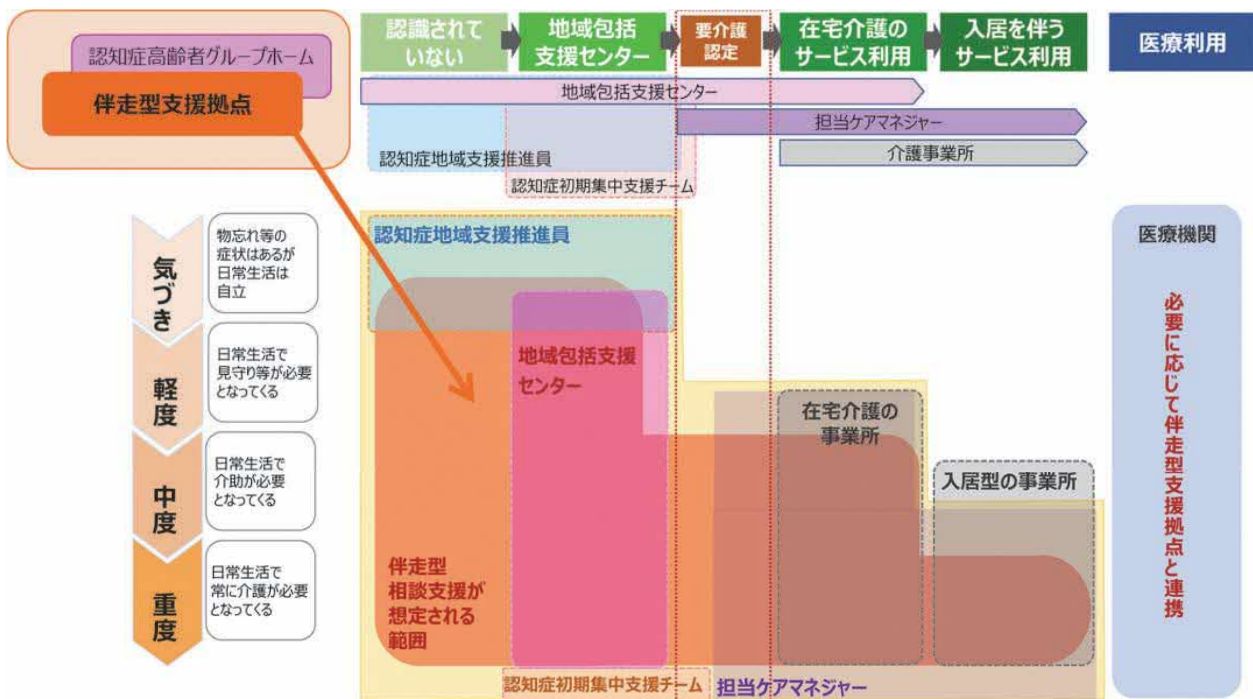 認知症高齢者グループホーム
伴走型支援拠点
認識されて
いない
地域包括
支援センター
要介護
認定
在宅介護の
サービス利用
入居を伴う
サービス利用
医療利用
地域包括支援センター
担当ケアマネジャー
介護事業所
認知症地域支援推進員
認知症初期集中支援チーム
気づき
物忘れ等の
症状はあるが
日常生活は
自立
軽度
日常生活で
見守り等が必要
となってくる
中度
日常生活で
介助が必要
となってくる
重度
日常生活で
常に介護が必要
となってくる
認知症地域支援推進員
地域包括支援
センター
伴走型
相談支援が
想定される
範囲
在宅介護の
事業所
入居型の事業所
認知症初期集中支援チーム
担当ケアマネジャー
医療機関
必要に応じて伴走型支援拠点と連携